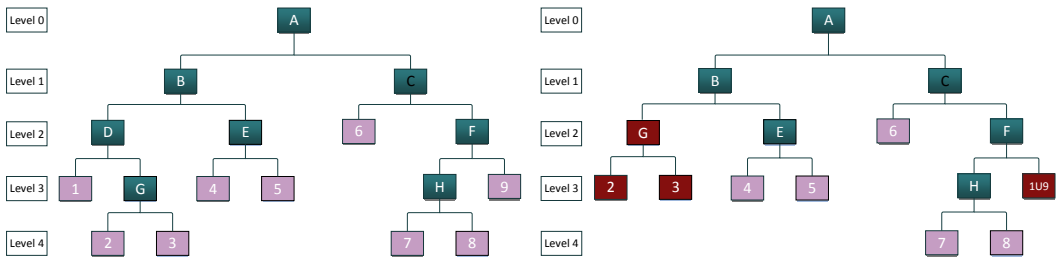 Level 0 A Level 0 A
Level 1 B C Level 1 B C
Level 2 D E 6 F Level 2 G E 6 F
Level 3 1 G 4 5 H 9 Level 3 2 3 4 5 H 1U9
Level 4 2 3 7 8 Level 4 7 8